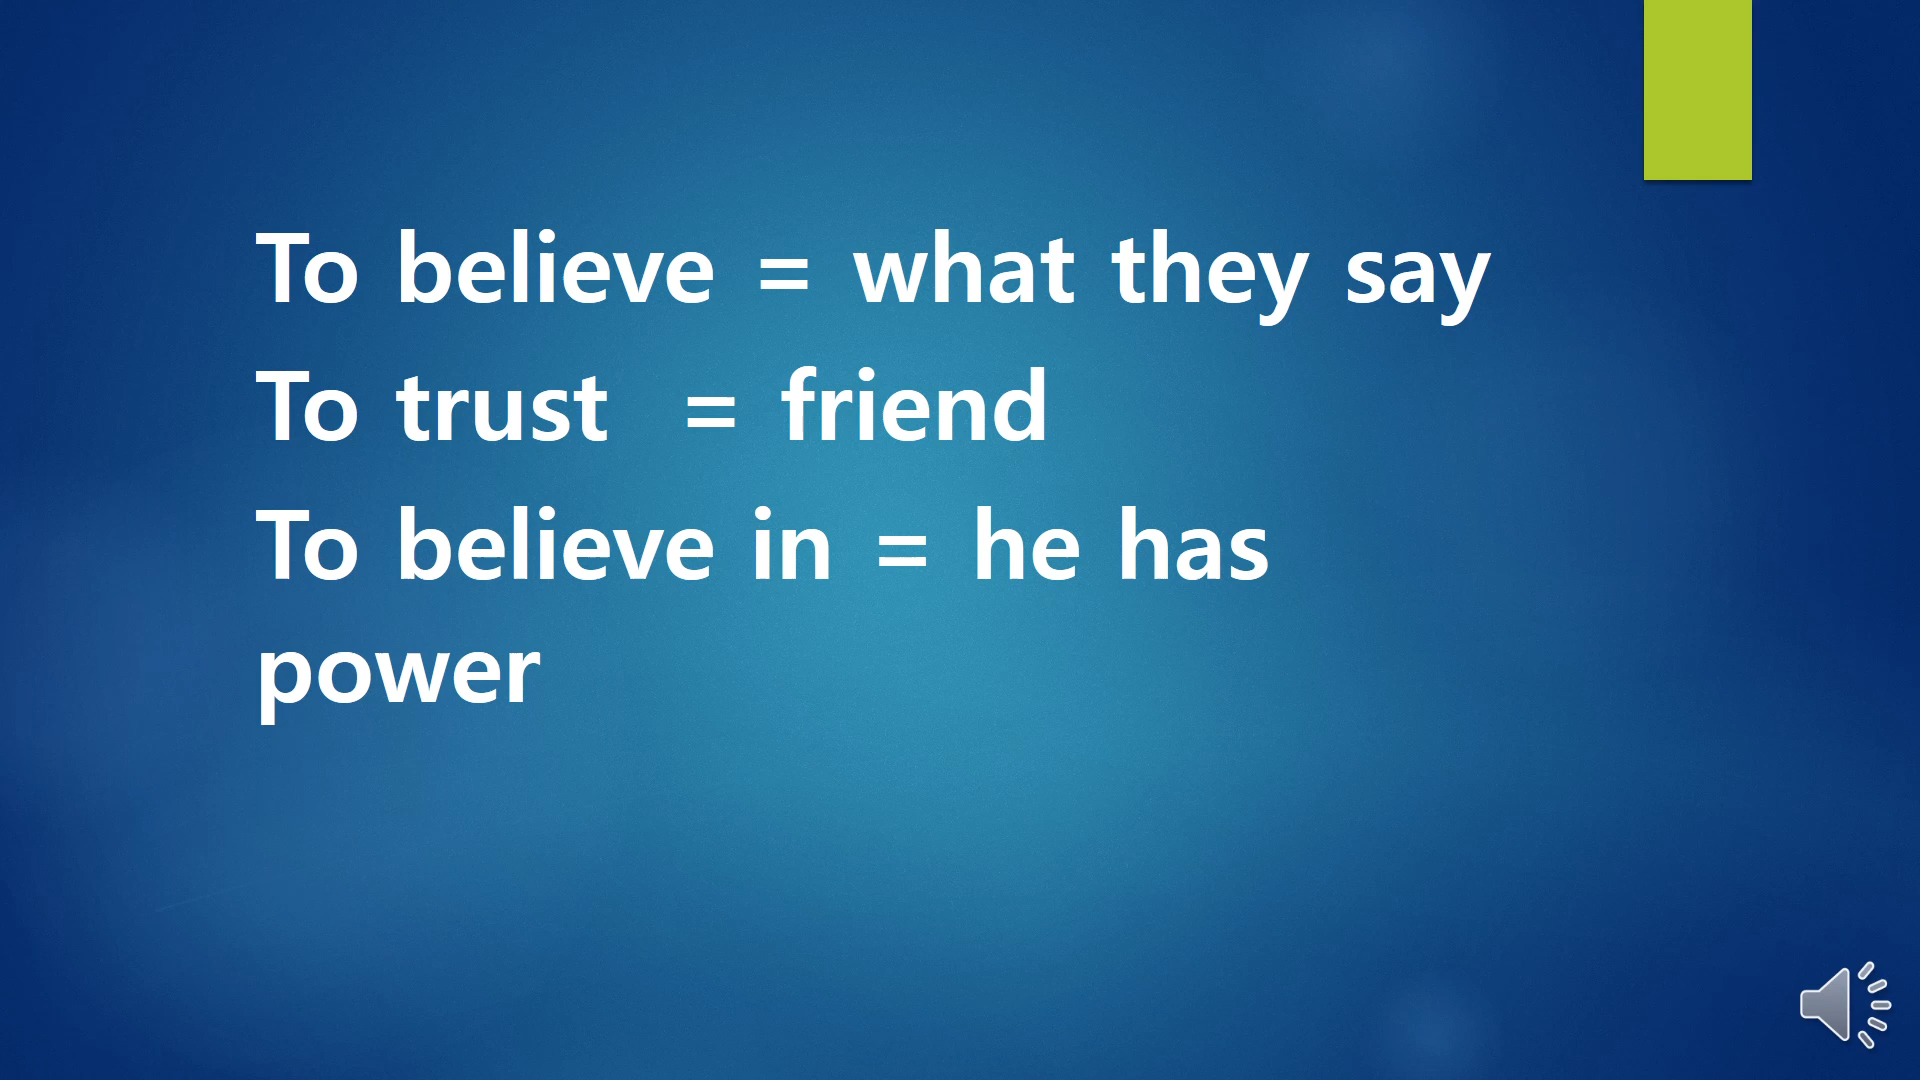 To believe = what they say
To trust = friend
To believe in = he has
power